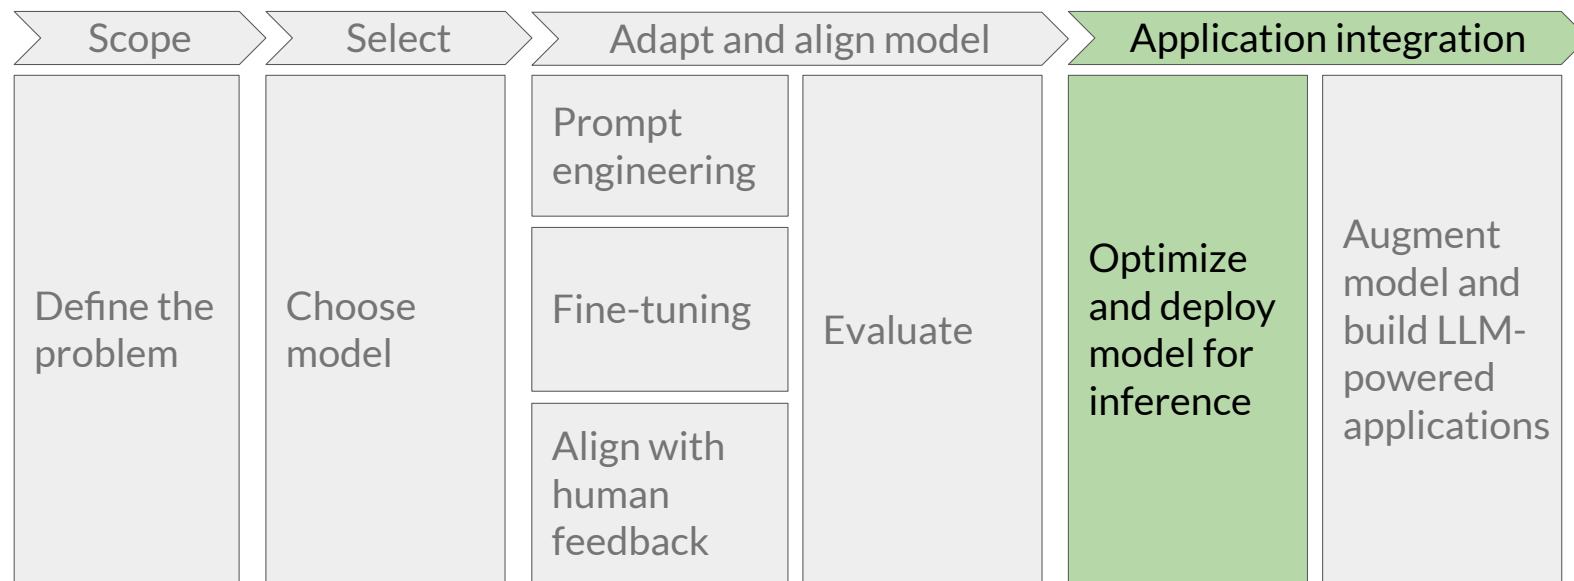 Scope
Select
Adapt and align model
Application integration
Define the
problem
Choose
model
Prompt
engineering
Fine-tuning
Align with
human
feedback
Evaluate
Optimize
and deploy
model for
inference
Augment
model and
build LLM-
powered
applications